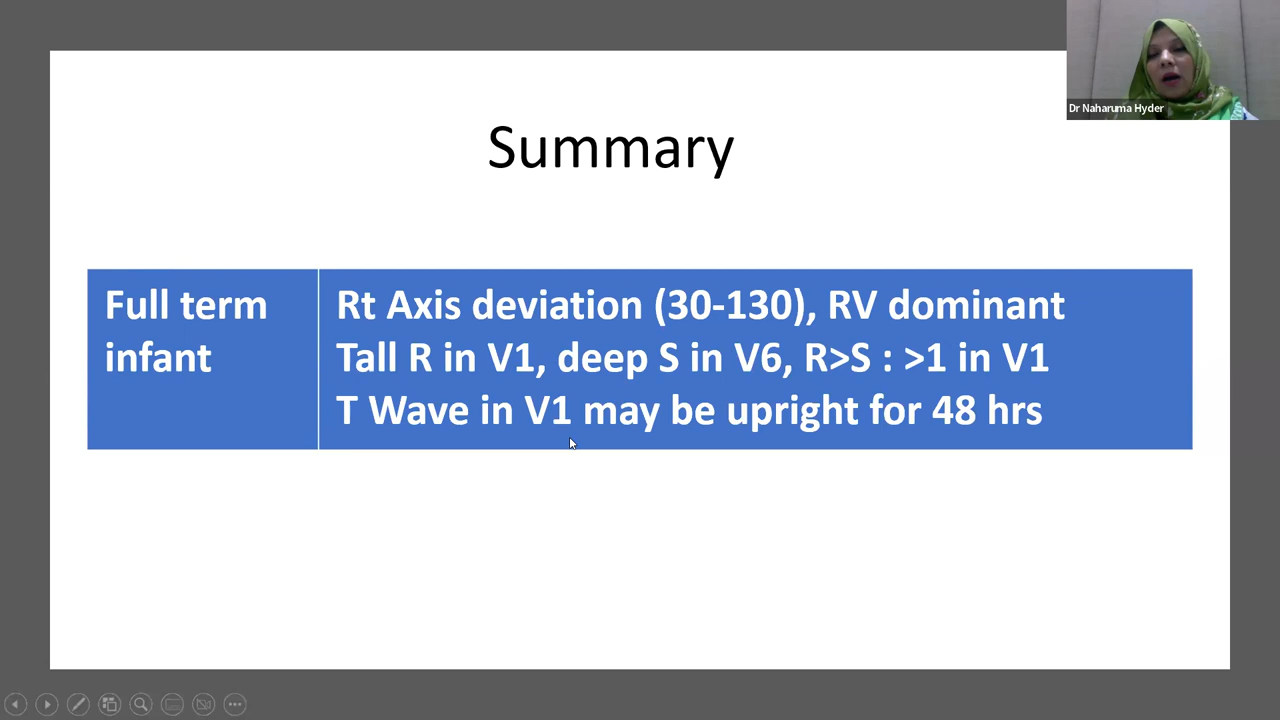 Dr Naharuma Hyder
Summary
Full term
infant
Rt Axis deviation (30-130), RV dominant
Tall R in V1, deep S in V6, R>S : >1 in V1
T Wave in V1 may be upright for 48 hrs